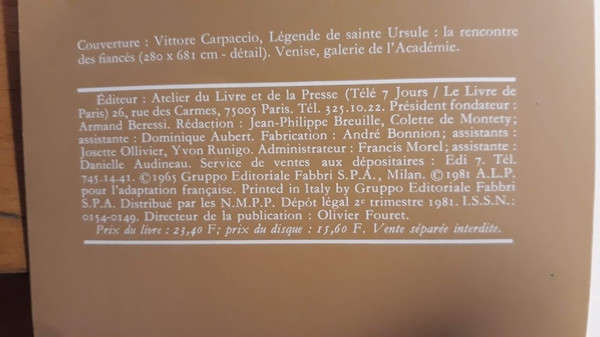 Couverture : Vittore Carpaccio, Légende de sainte Ursule : la rencontre
des fiancés (280 x 681 cm - détail). Venise, galerie de l'Académie.
Éditeur : Atelier du Livre et de la Presse (Télé 7 Jours / Le Livre de
Paris) 26, rue des Carmes, 75005 Paris. Tél. 325.10.22. Président fondateur :
Armand Beressi. Rédaction : Jean-Philippe Breuille, Colette de Montety;
assistante : Dominique Aubert. Fabrication : André Bonnion; assistants :
Josette Ollivier, Yvon Runigo. Administrateur : Francis Morel; assistante :
Danielle Audineau. Service de ventes aux dépositaires : Edi 7. Tél.
745.14.41. ©1965 Gruppo Editoriale Fabbri S.P.A., Milan. ©1981 A.L.P.
pour l'adaptation française. Printed in Italy by Gruppo Editoriale Fabbri
S.P.A. Distribué par les N.M.P.P. Dépôt légal 2e trimestre 1981. I.S.S.N.:
0154-0149. Directeur de la publication : Olivier Fouret.
Prix du livre : 23,40 F; prix du disque : 15,60 F. Vente séparée interdite.